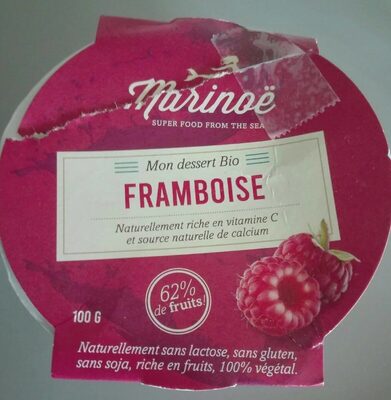 Marinoë
SUPER FOOD FROM THE SEA
Mon dessert Bio
FRAMBOISE
Naturellement riche en vitamine C
et source naturelle de calcium
62%
de fruits!
100 G
Naturellement sans lactose, sans gluten,
sans soja, riche en fruits, 100% végétal.